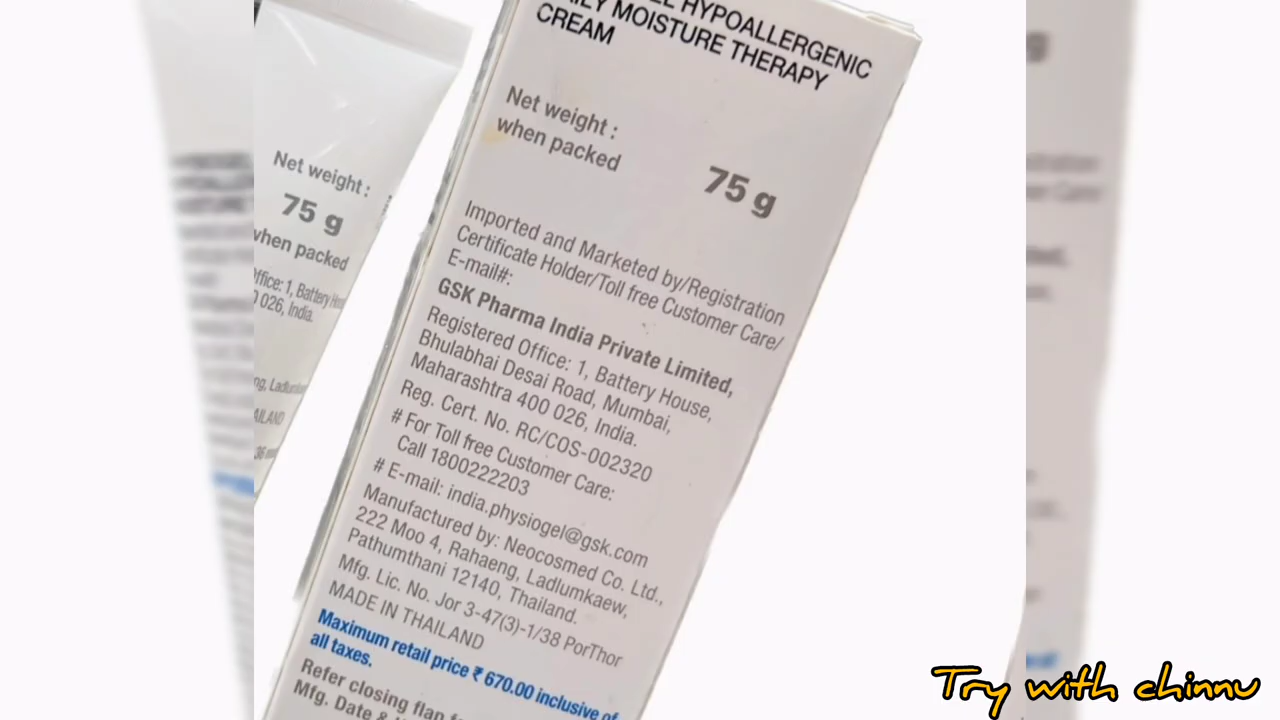 HYPOALLERGENIC
MOISTURE THERAPY
CREAM
Net weight :
when packed
75 g
Imported and Marketed by/Registration
Certificate Holder/Toll free Customer Care/
E-mail#:
GSK Pharma India Private Limited,
Registered Office: 1, Battery House,
Bhulabhai Desai Road, Mumbai,
Maharashtra 400 026, India.
Reg. Cert. No. RC/COS-002320
# For Toll free Customer Care:
Call 1800222203
# E-mail: india.physiogel@gsk.com
Manufactured by: Neocosmed Co. Ltd.,
222 Moo 4, Rahaeng, Ladlumkaew,
Pathumthani 12140, Thailand.
Mfg. Lic. No. Jor 3-47(3)-1/38 PorThor
MADE IN THAILAND
Maximum retail price ₹ 670.00 inclusive of
all taxes.
Refer closing flap
Mfg. Date &
Net weight :
75 g
when packed
Office: 1, Battery
026, India.
Try with chinnu